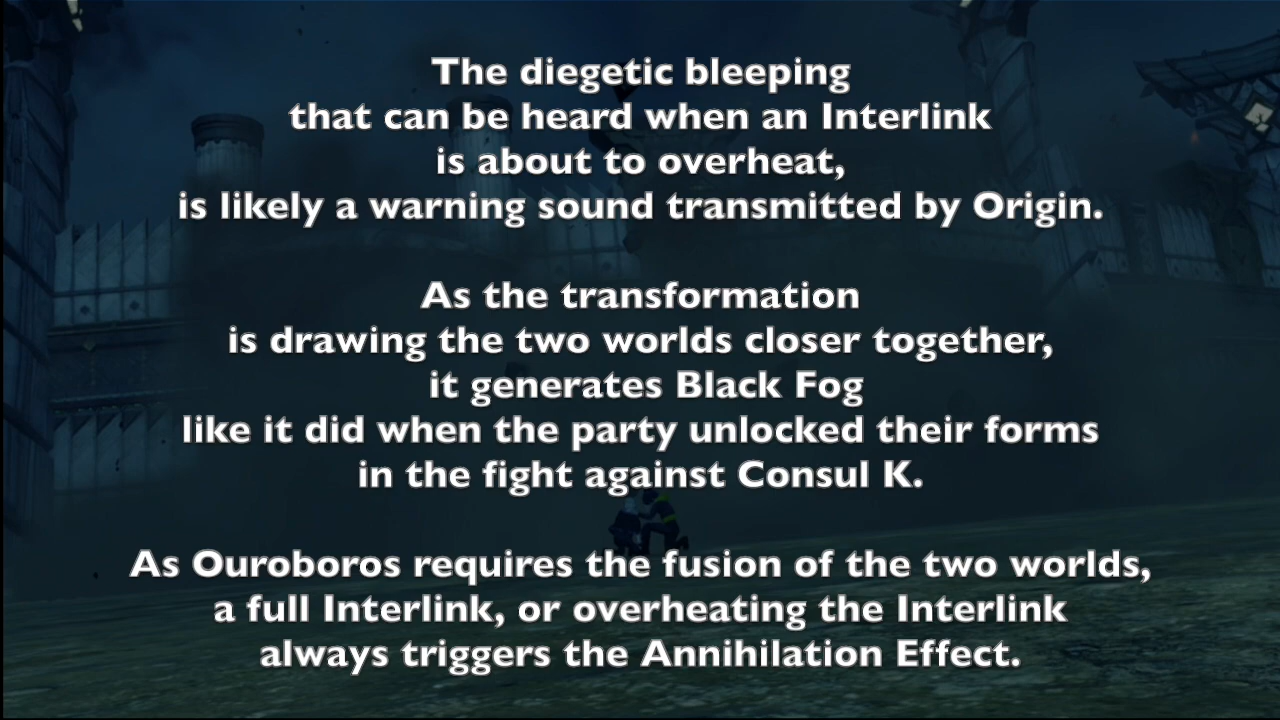 The diegetic bleeping
that can be heard when an Interlink
is about to overheat,
is likely a warning sound transmitted by Origin.
As the transformation
is drawing the two worlds closer together,
it generates Black Fog
like it did when the party unlocked their forms
in the fight against Consul K.
As Ouroboros requires the fusion of the two worlds,
a full Interlink, or overheating the Interlink
always triggers the Annihilation Effect.